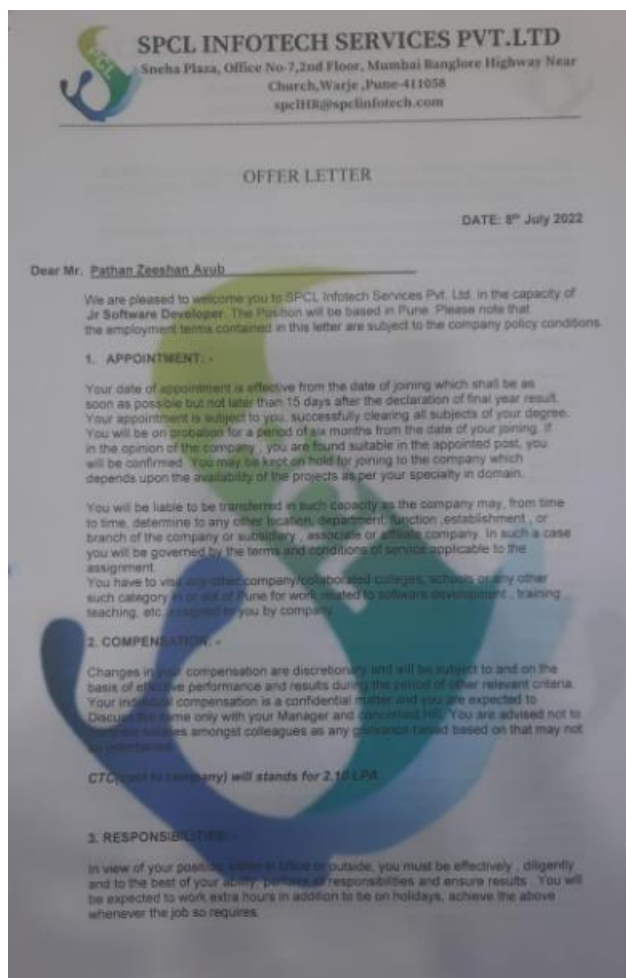 SPCL
SPCL INFOTECH SERVICES PVT.LTD
Sneha Plaza, Office No-7,2nd Floor, Mumbai Banglore Highway Near
Church,Warje ,Pune-411058
spclHR@spclinfotech.com
OFFER LETTER
DATE: 8th July 2022
Dear Mr. Pathan Zeeshan Ayub
We are pleased to welcome you to SPCL Infotech Services Pvt. Ltd. in the capacity of
Jr Software Developer. The Position will be based in Pune. Please note that
the employment terms contained in this letter are subject to the company policy conditions.
1. APPOINTMENT: -
Your date of appointment is effective from the date of joining which shall be as
soon as possible but not later than 15 days after the declaration of final year result.
Your appointment is subject to you, successfully clearing all subjects of your degree.
You will be on probation for a period of six months from the date of your joining. If
in the opinion of the company , you are found suitable in the appointed post, you
will be confirmed. You may be kept on hold for joining to the company which
depends upon the availability of the projects as per your specialty in domain.
You will be liable to be transferred in such capacity as the company may, from time
to time, determine to any other location, department, function ,establishment , or
branch of the company or subsidiary , associate or affiliate company. In such a case
you will be governed by the terms and conditions of service applicable to the
assignment.
You have to visit any other company/collaborated colleges, schools or any other
such category in or out of Pune for work related to software development , training ,
teaching, etc. assigned to you by company.
2. COMPENSATION: -
Changes in your compensation are discretionary and will be subject to and on the
basis of effective performance and results during the period of other relevant criteria.
Your individual compensation is a confidential matter and you are expected to
Discuss the same only with your Manager and concerned HR. You are advised not to
salaries amongst colleagues as any grievance raised based on that may not
CTC(cost to company) will stands for 2.10 LPA.
3. RESPONSIBILITIES: -
In view of your position, in office or outside, you must be effectively , diligently
and to the best of your ability, perform all responsibilities and ensure results . You will
be expected to work extra hours in addition to be on holidays, achieve the above
whenever the job so requires.